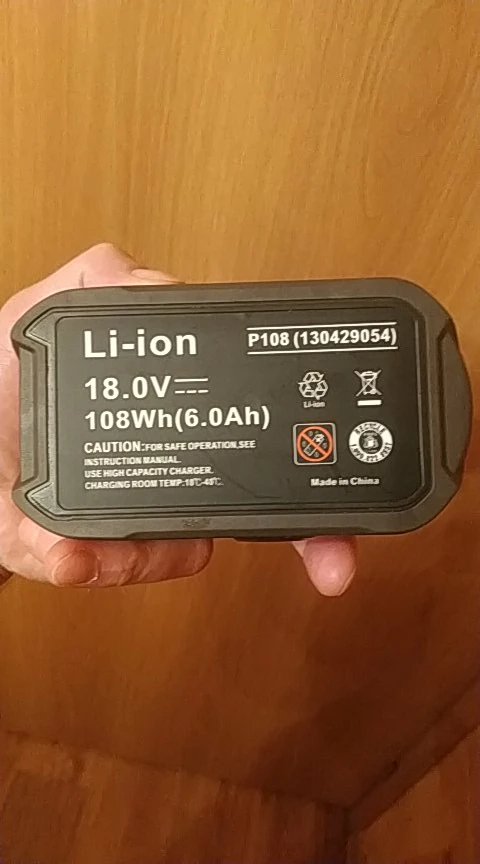 Li-ion
P108 (130429054)
18.0V
108Wh(6.0Ah)
Li-ion
CAUTION:FOR SAFE OPERATION,SEE
INSTRUCTION MANUAL.
USE HIGH CAPACITY CHARGER.
CHARGING ROOM TEMP:10℃-40℃.
RECYCLE
Made in China